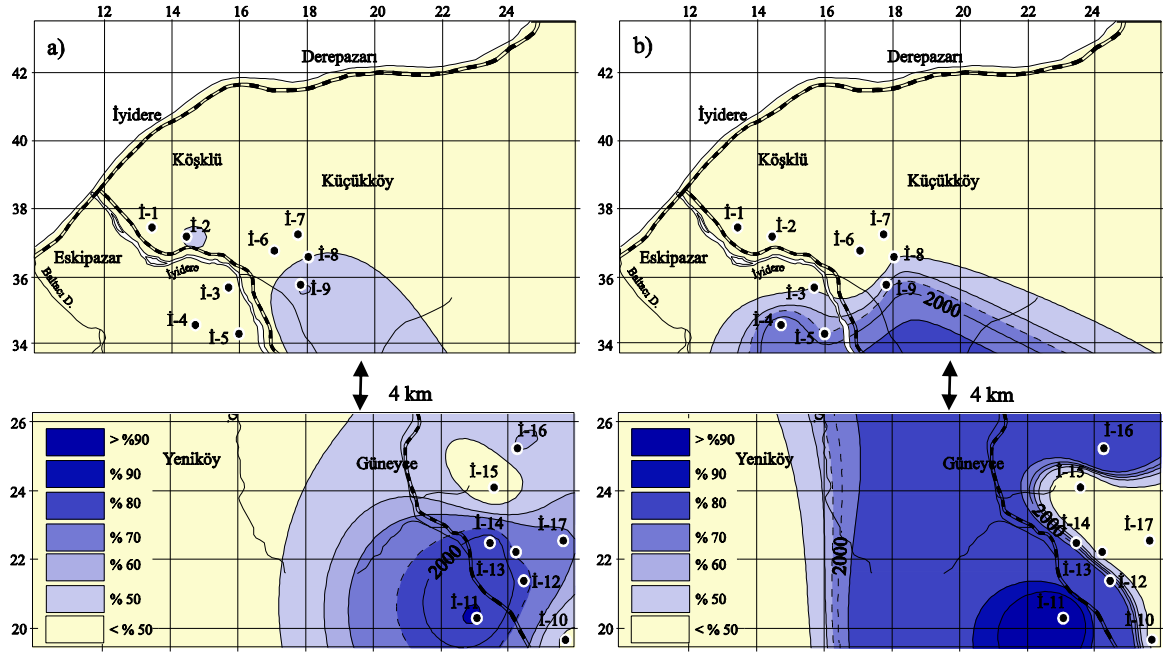 12 14 16 18 20 22 24
a)
Derepazarı
42
İyidere
40
Köşklü
Küçükköy
38
İ-1
İ-2
İ-7
İ-6
İ-8
Eskipazar
İyidere
36
Baltacı D.
İ-3
İ-9
İ-4
İ-5
34
12 14 16 18 20 22 24
b)
Derepazarı
42
İyidere
40
Köşklü
Küçükköy
38
İ-1
İ-2
İ-7
İ-6
İ-8
Eskipazar
İyidere
36
Baltacı D.
İ-3
İ-9
2000
İ-4
İ-5
34
4 km
4 km
26
> %90
% 90
% 80
% 70
% 60
% 50
< % 50
Yeniköy
Güneyce
İ-16
İ-15
24
İ-14
İ-17
22
2000
İ-13
İ-12
İ-11
İ-10
20
26
> %90
% 90
% 80
% 70
% 60
% 50
< % 50
Yeniköy
Güneyce
İ-16
İ-15
24
2000
İ-14
İ-17
22
2000
İ-13
İ-12
İ-11
İ-10
20